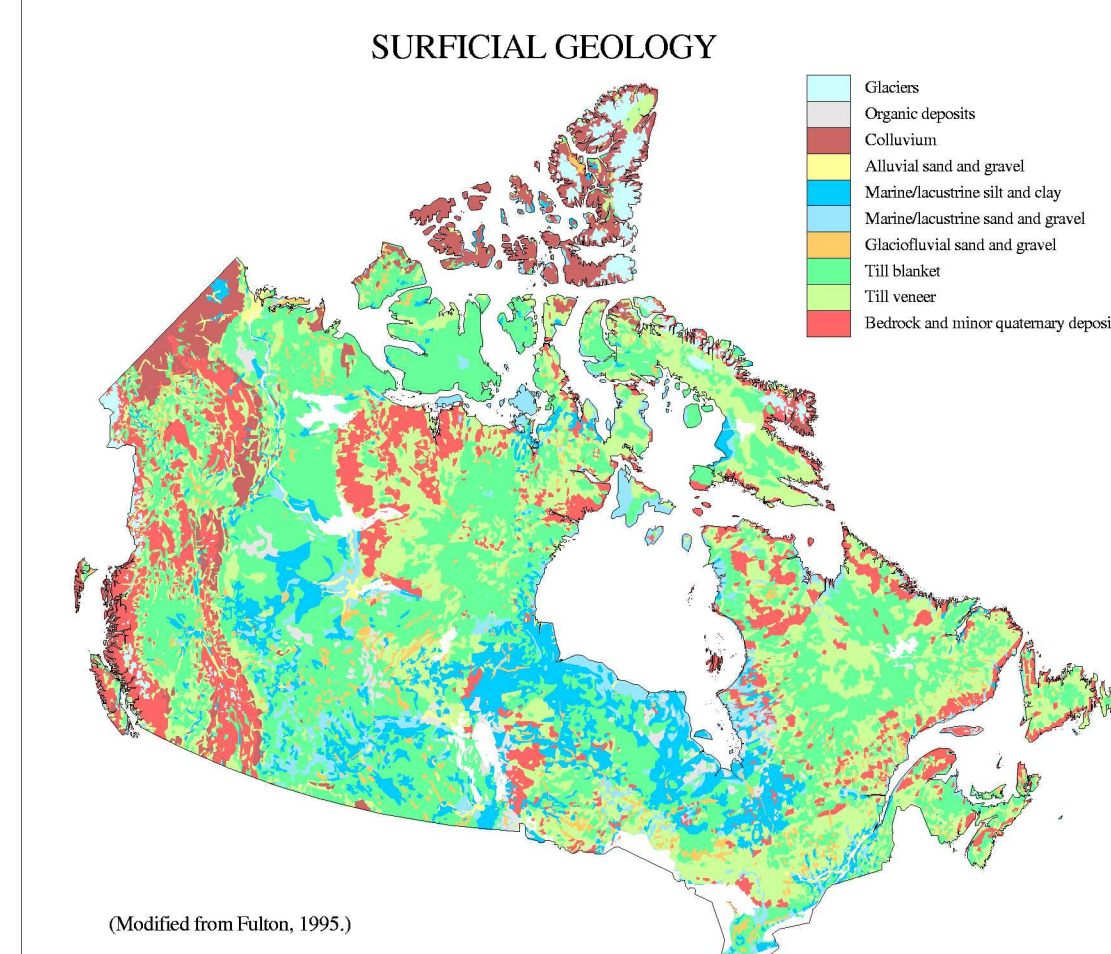 SURFICIAL GEOLOGY
Glaciers
Organic deposits
Colluvium
Alluvial sand and gravel
Marine/lacustrine silt and clay
Marine/lacustrine sand and gravel
Glaciofluvial sand and gravel
Till blanket
Till veneer
Bedrock and minor quaternary deposi
(Modified from Fulton, 1995.)